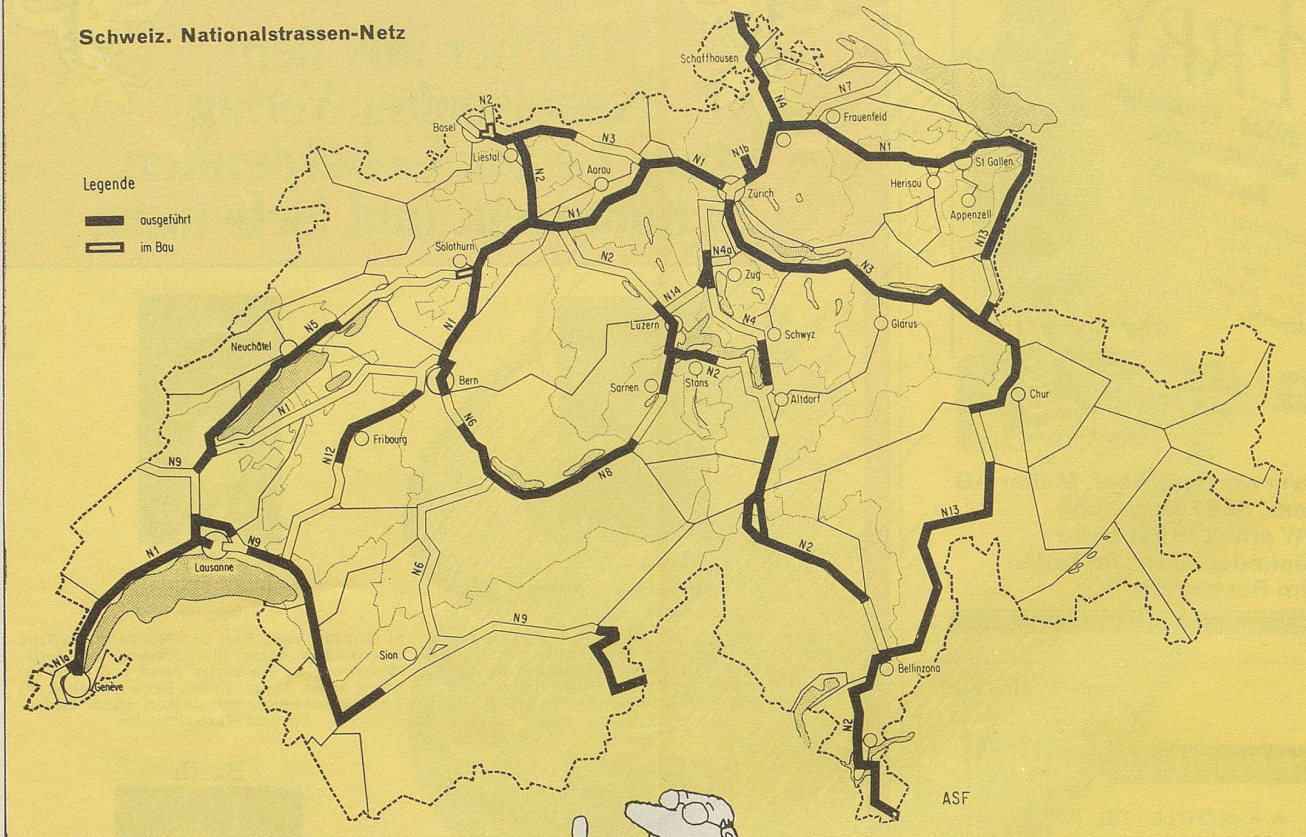 Schweiz. Nationalstrassen-Netz
Legende
ausgeführt
im Bau
Schaffhausen
N4
N7
Frauenfeld
N2
Basel
Liestal
N3
N2
Aarau
N1
N1b
Zürich
N1
St.Gallen
Herisau
Appenzell
N13
N1
Solothurn
N2
N4a
Zug
N3
N14
N4
Luzern
Schwyz
Glarus
N5
Neuchâtel
N1
Bern
Sarnen
Stans
N2
Altdorf
Chur
N1
N6
Fribourg
N12
N8
N9
N13
N1
N9
Lausanne
N2
N6
N9
Sion
Bellinzona
N1a
Genève
N2
ASF